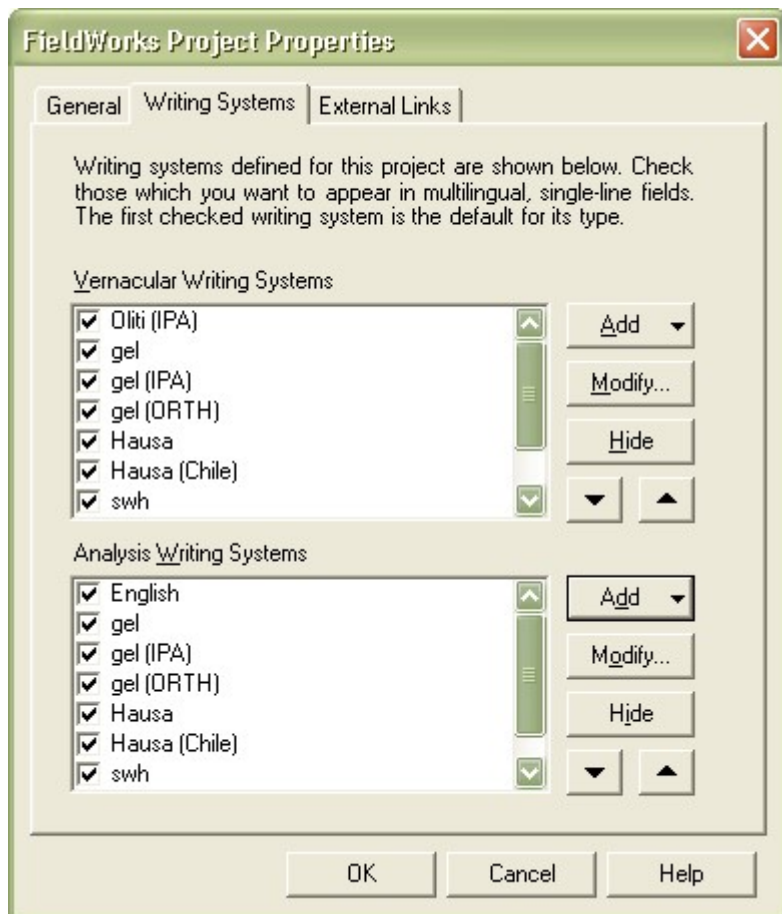 FieldWorks Project Properties
General
Writing Systems
External Links
Writing systems defined for this project are shown below. Check
those which you want to appear in multilingual, single-line fields.
The first checked writing system is the default for its type.
Vernacular Writing Systems
Oliti (IPA)
gel
gel (IPA)
gel (ORTH)
Hausa
Hausa (Chile)
swh
Add
Modify...
Hide
Analysis Writing Systems
English
gel
gel (IPA)
gel (ORTH)
Hausa
Hausa (Chile)
swh
Add
Modify...
Hide
OK
Cancel
Help